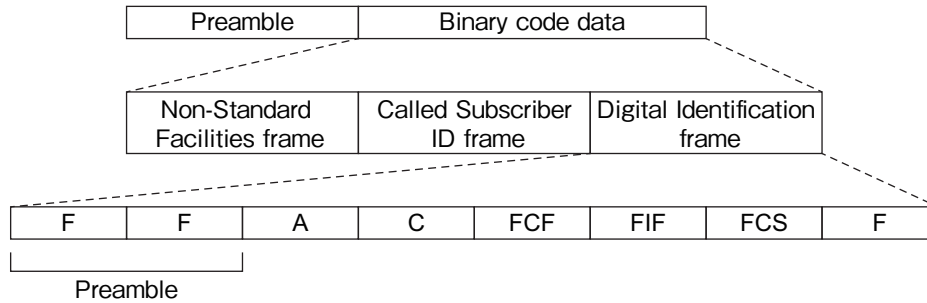 Preamble
Binary code data
Non-Standard
Facilities frame
Called Subscriber
ID frame
Digital Identification
frame
F
F
A
C
FCF
FIF
FCS
F
Preamble